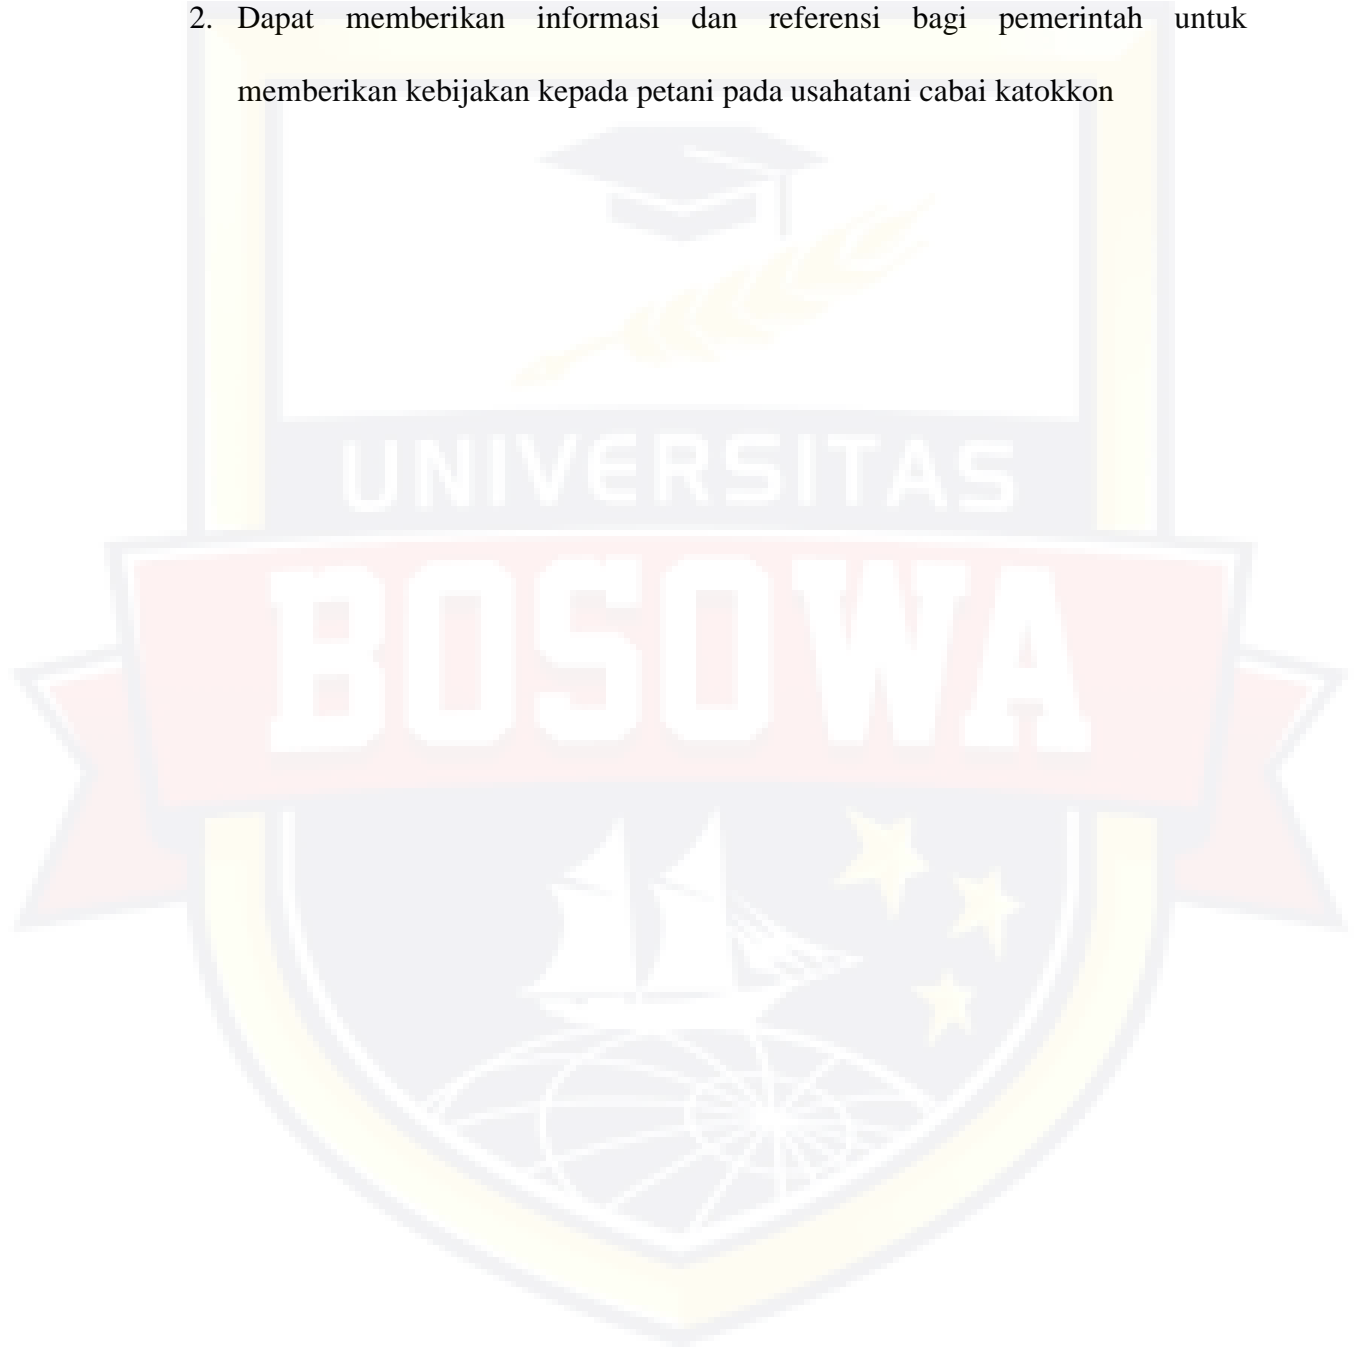 2. Dapat memberikan informasi dan referensi bagi pemerintah untuk
memberikan kebijakan kepada petani pada usahatani cabai katokkon
UNIVERSITAS
BOSOWA